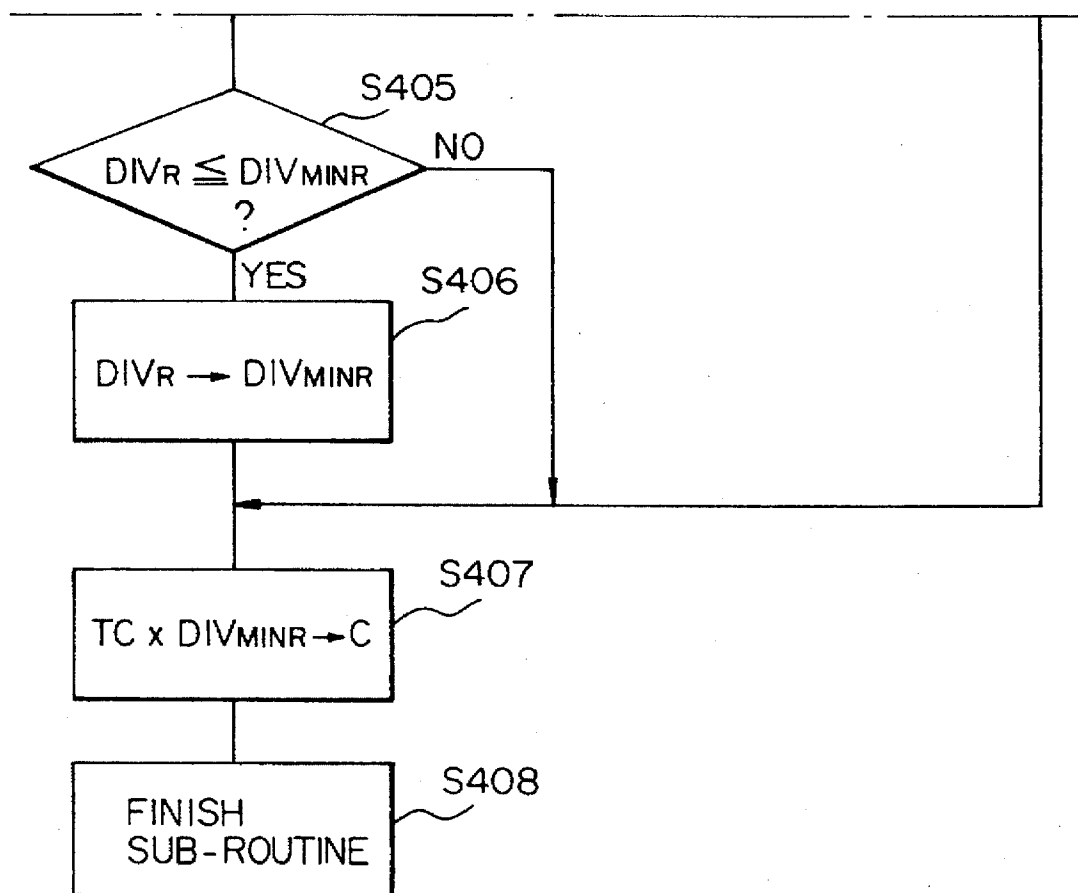 S405
DIVR ≦ DIVMINR
?
NO
YES
S406
DIVR → DIVMINR
S407
TC x DIVMINR → C
S408
FINISH
SUB-ROUTINE